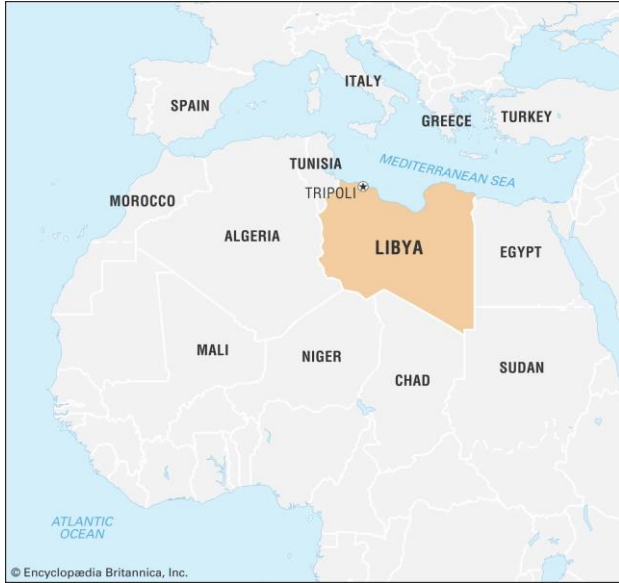 ITALY
SPAIN
GREECE
TURKEY
TUNISIA
MEDITERRANEAN SEA
TRIPOLI
MOROCCO
ALGERIA
LIBYA
EGYPT
MALI
NIGER
CHAD
SUDAN
ATLANTIC
OCEAN
© Encyclopædia Britannica, Inc.